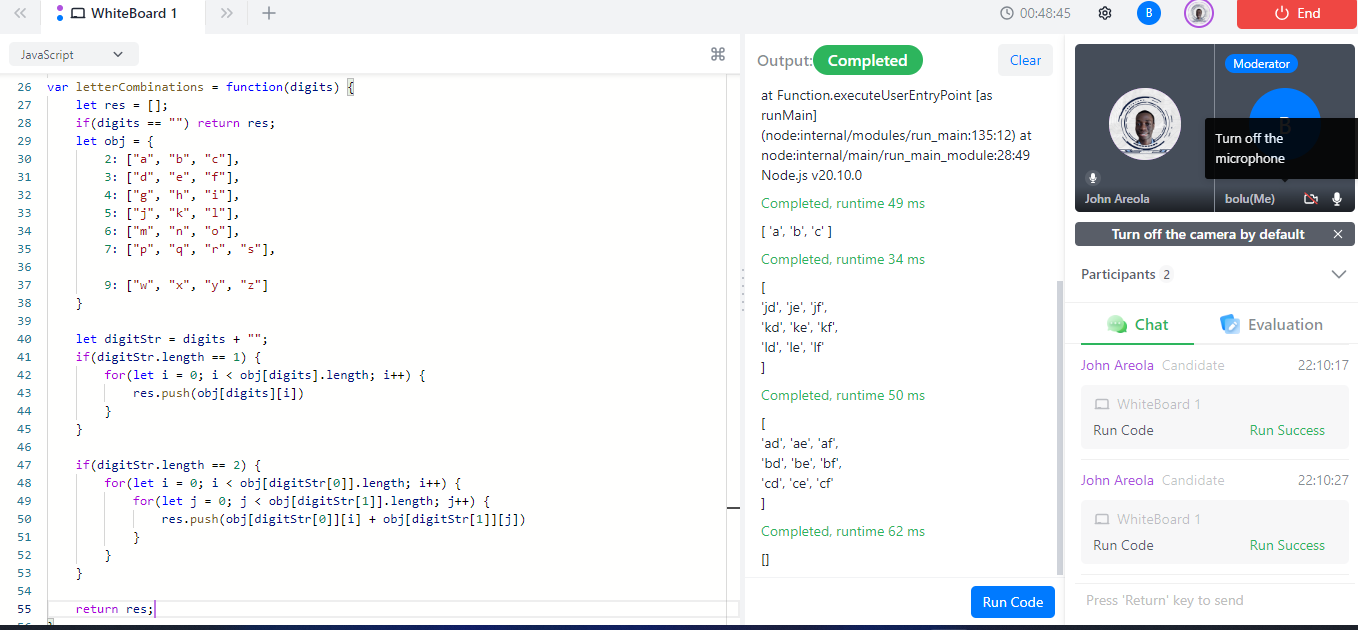 WhiteBoard 1
00:48:45
B
End
JavaScript
26 var letterCombinations = function(digits) {
27 let res = [];
28 if(digits == "") return res;
29 let obj = {
30 2: ["a", "b", "c"],
31 3: ["d", "e", "f"],
32 4: ["g", "h", "i"],
33 5: ["j", "k", "l"],
34 6: ["m", "n", "o"],
35 7: ["p", "q", "r", "s"],
36
37 9: ["w", "x", "y", "z"]
38 }
39
40 let digitStr = digits + "";
41 if(digitStr.length == 1) {
42 for(let i = 0; i < obj[digits].length; i++) {
43 res.push(obj[digits][i])
44 }
45 }
46
47 if(digitStr.length == 2) {
48 for(let i = 0; i < obj[digitStr[0]].length; i++) {
49 for(let j = 0; j < obj[digitStr[1]].length; j++) {
50 res.push(obj[digitStr[0]][i] + obj[digitStr[1]][j])
51 }
52 }
53 }
54
55 return res;
Output: Completed
Clear
at Function.executeUserEntryPoint [as
runMain]
(node:internal/modules/run_main:135:12) at
node:internal/main/run_main_module:28:49
Node.js v20.10.0
Completed, runtime 49 ms
[ 'a', 'b', 'c' ]
Completed, runtime 34 ms
[
'jd', 'je', 'jf',
'kd', 'ke', 'kf',
'ld', 'le', 'lf'
]
Completed, runtime 50 ms
[
'ad', 'ae', 'af',
'bd', 'be', 'bf',
'cd', 'ce', 'cf'
]
Completed, runtime 62 ms
[]
Run Code
Moderator
B
Turn off the
microphone
John Areola
bolu(Me)
Turn off the camera by default
Participants 2
Chat
Evaluation
John Areola Candidate 22:10:17
WhiteBoard 1
Run Code Run Success
John Areola Candidate 22:10:27
WhiteBoard 1
Run Code Run Success
Press 'Return' key to send